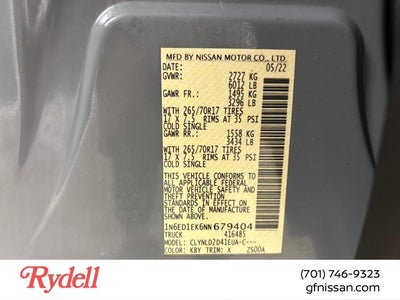 MFD BY NISSAN MOTOR CO., LTD.
DATE: 05/22
GVWR: 2727 KG
6012 LB
GAWR FR.: 1495 KG
3296 LB
WITH 265/70R17 TIRES
17 X 7.5 RIMS AT 35 PSI
COLD SINGLE
GAWR RR.: 1558 KG
3434 LB
WITH 265/70R17 TIRES
17 X 7.5 RIMS AT 35 PSI
COLD SINGLE
THIS VEHICLE CONFORMS TO
ALL APPLICABLE FEDERAL
MOTOR VEHICLE SAFETY
STANDARDS IN EFFECT ON
THE DATE OF MANUFACTURE
SHOWN ABOVE.
1N6ED1EK6NN679404
TRUCK 416485
MODEL: CLYNLDZD41EUA-C---
COLOR: KBY TRIM: X 2500A
Rydell
(701) 746-9323
gfnissan.com